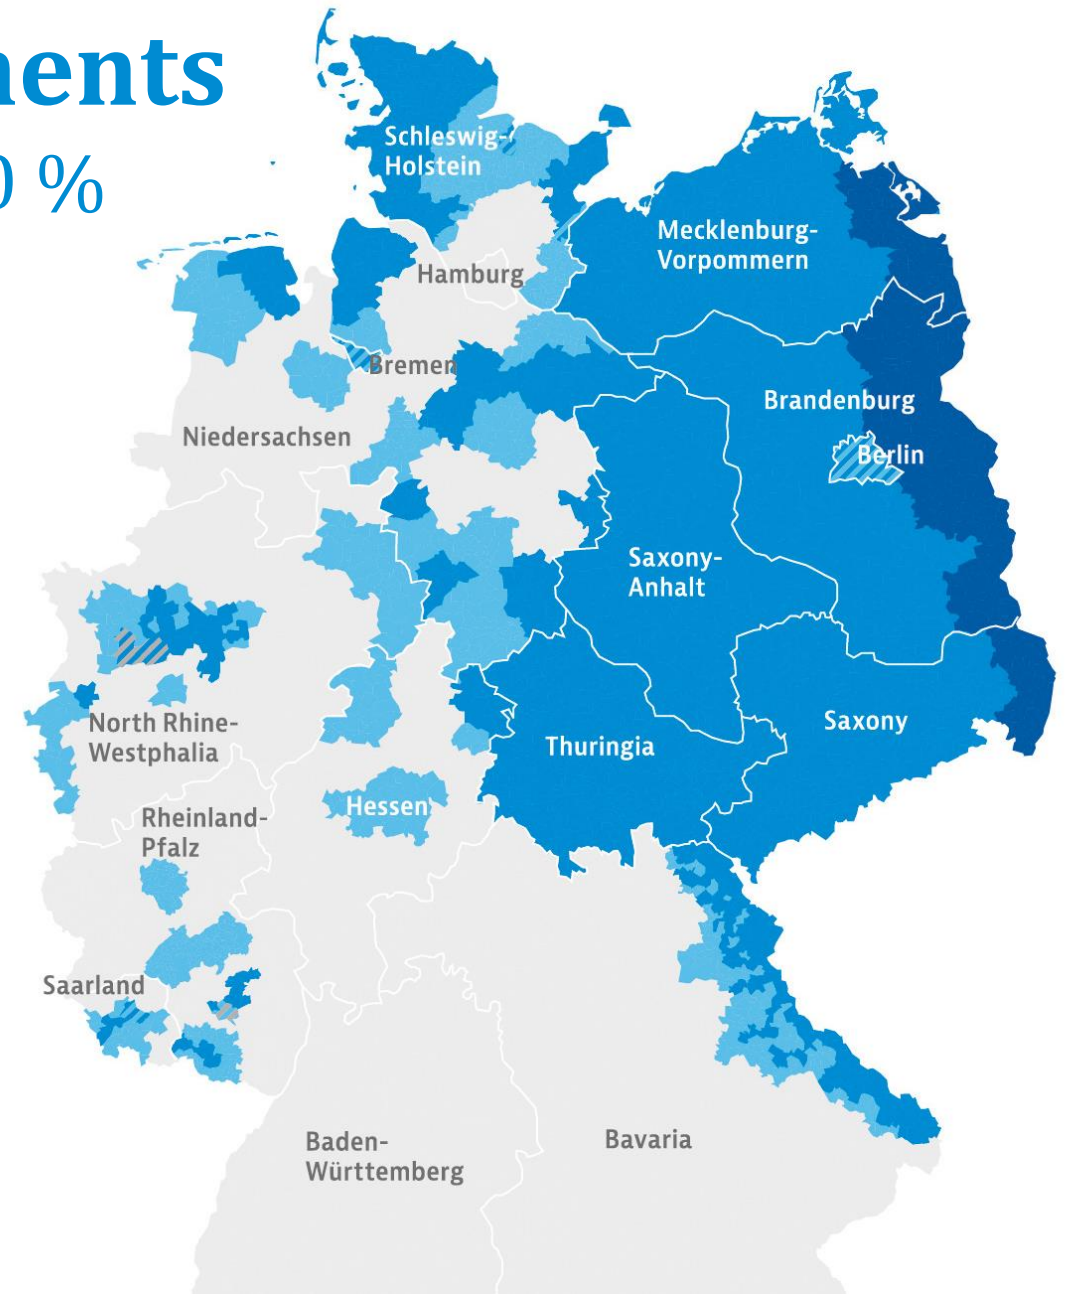 ents
0 %
Schleswig-
Holstein
Mecklenburg-
Vorpommern
Hamburg
Bremen
Brandenburg
Niedersachsen
Berlin
Saxony-
Anhalt
North Rhine-
Westphalia
Saxony
Thuringia
Hessen
Rheinland-
Pfalz
Saarland
Baden-
Württemberg
Bavaria